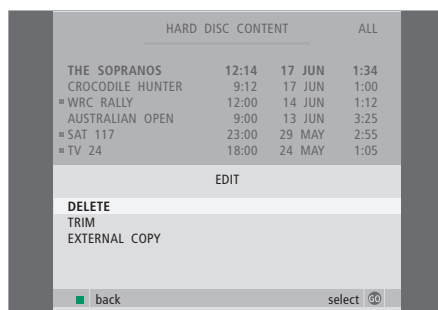 HARD DISC CONTENT ALL
THE SOPRANOS 12:14 17 JUN 1:34
CROCODILE HUNTER 9:12 17 JUN 1:00
WRC RALLY 12:00 14 JUN 1:12
AUSTRALIAN OPEN 9:00 13 JUN 3:25
SAT 117 23:00 29 MAY 2:55
TV 24 18:00 24 MAY 1:05
EDIT
DELETE
TRIM
EXTERNAL COPY
back select GO